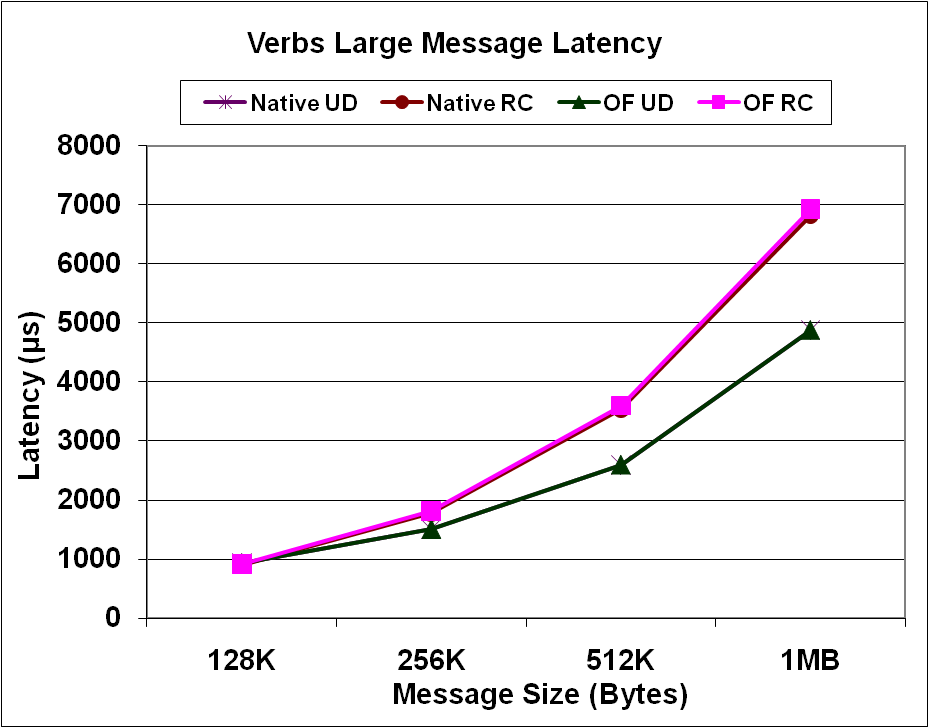 Verbs Large Message Latency
Native UD Native RC OF UD OF RC
8000
7000
6000
5000
4000
3000
2000
1000
0
Latency (µs)
128K 256K 512K 1MB
Message Size (Bytes)